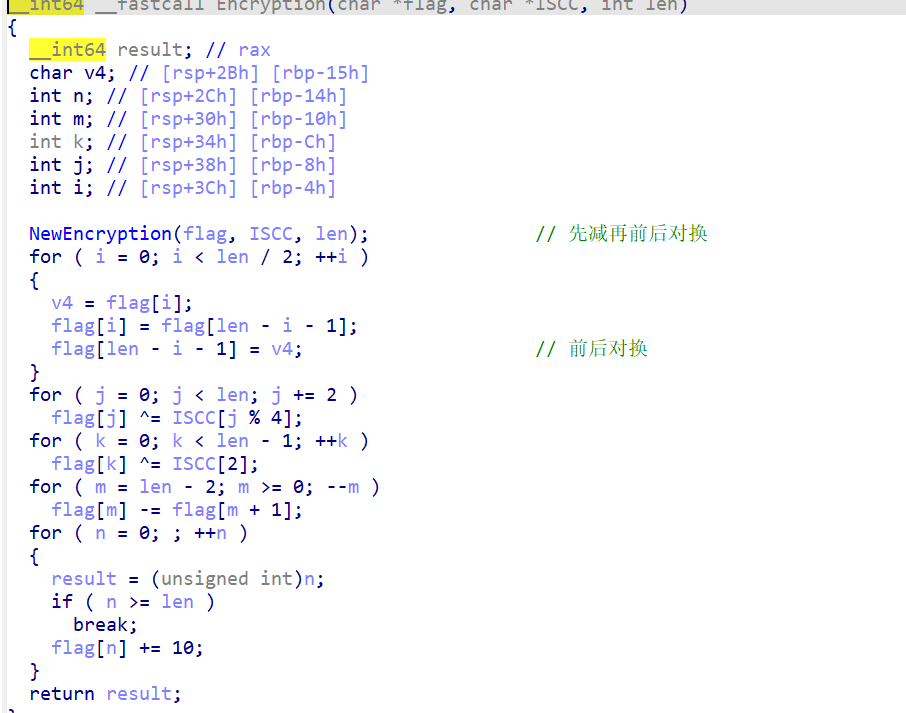 __int64 __fastcall Encryption(char *flag, char *ISCC, int len)
{
  __int64 result; // rax
  char v4; // [rsp+2Bh] [rbp-15h]
  int n; // [rsp+2Ch] [rbp-14h]
  int m; // [rsp+30h] [rbp-10h]
  int k; // [rsp+34h] [rbp-Ch]
  int j; // [rsp+38h] [rbp-8h]
  int i; // [rsp+3Ch] [rbp-4h]

  NewEncryption(flag, ISCC, len);               // 先减再前后对换
  for ( i = 0; i < len / 2; ++i )
  {
    v4 = flag[i];
    flag[i] = flag[len - i - 1];
    flag[len - i - 1] = v4;                     // 前后对换
  }
  for ( j = 0; j < len; j += 2 )
    flag[j] ^= ISCC[j % 4];
  for ( k = 0; k < len - 1; ++k )
    flag[k] ^= ISCC[2];
  for ( m = len - 2; m >= 0; --m )
    flag[m] -= flag[m + 1];
  for ( n = 0; ; ++n )
  {
    result = (unsigned int)n;
    if ( n >= len )
      break;
    flag[n] += 10;
  }
  return result;